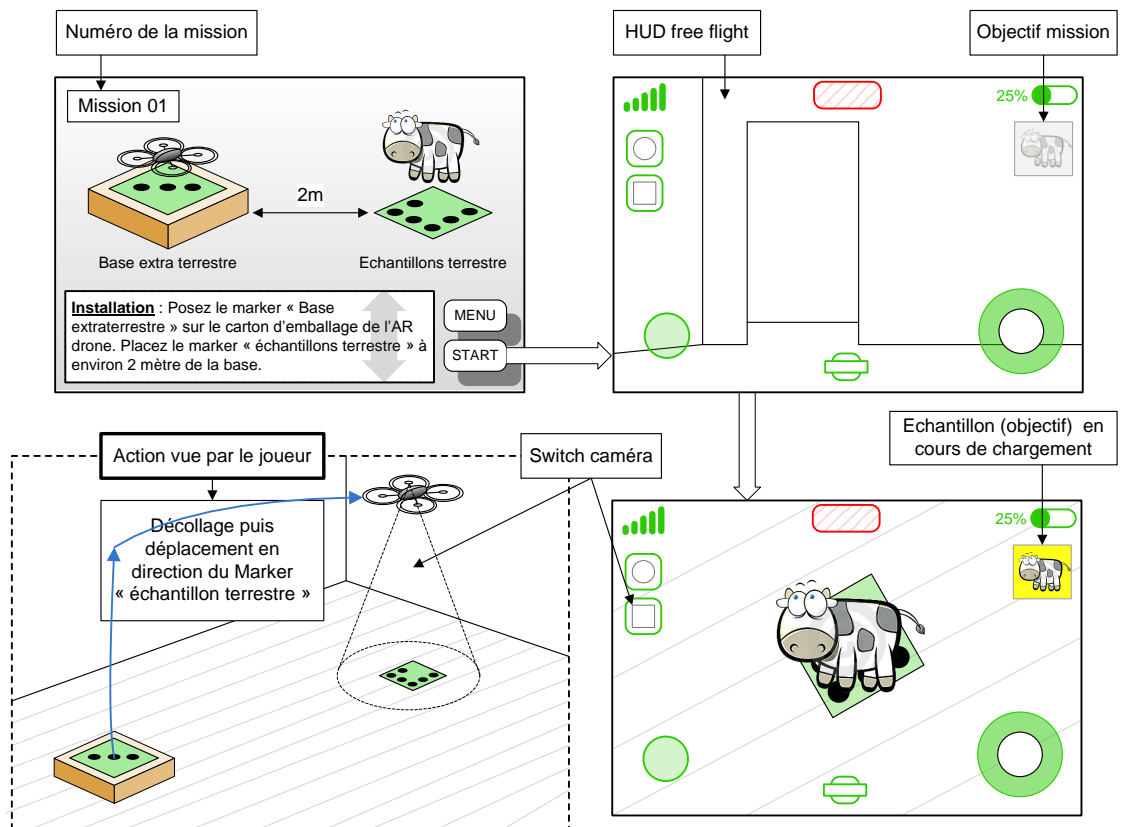 Numéro de la mission
HUD free flight
Objectif mission
Mission 01
2m
Base extra terrestre
Echantillons terrestre
Installation : Posez le marker « Base
extraterrestre » sur le carton d'emballage de l'AR
drone. Placez le marker « échantillons terrestre » à
environ 2 mètre de la base.
MENU
START
25%
Action vue par le joueur
Décollage puis
déplacement en
direction du Marker
« échantillon terrestre »
Switch caméra
Echantillon (objectif) en
cours de chargement
25%